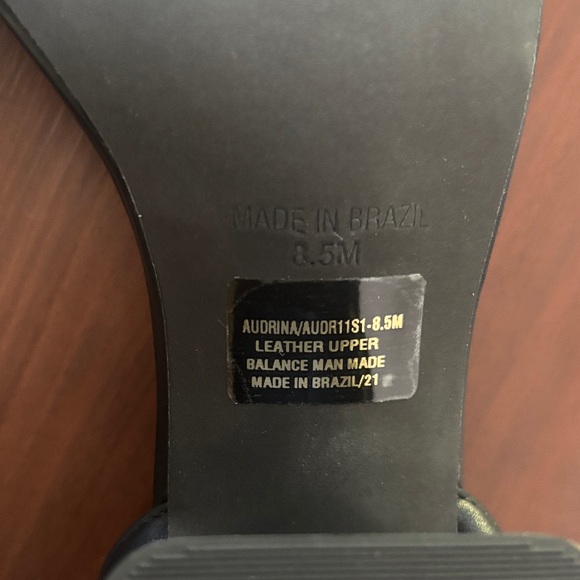 MADE IN BRAZIL
8.5M
AUDRINA/AUDR11S1-8.5M
LEATHER UPPER
BALANCE MAN MADE
MADE IN BRAZIL/21